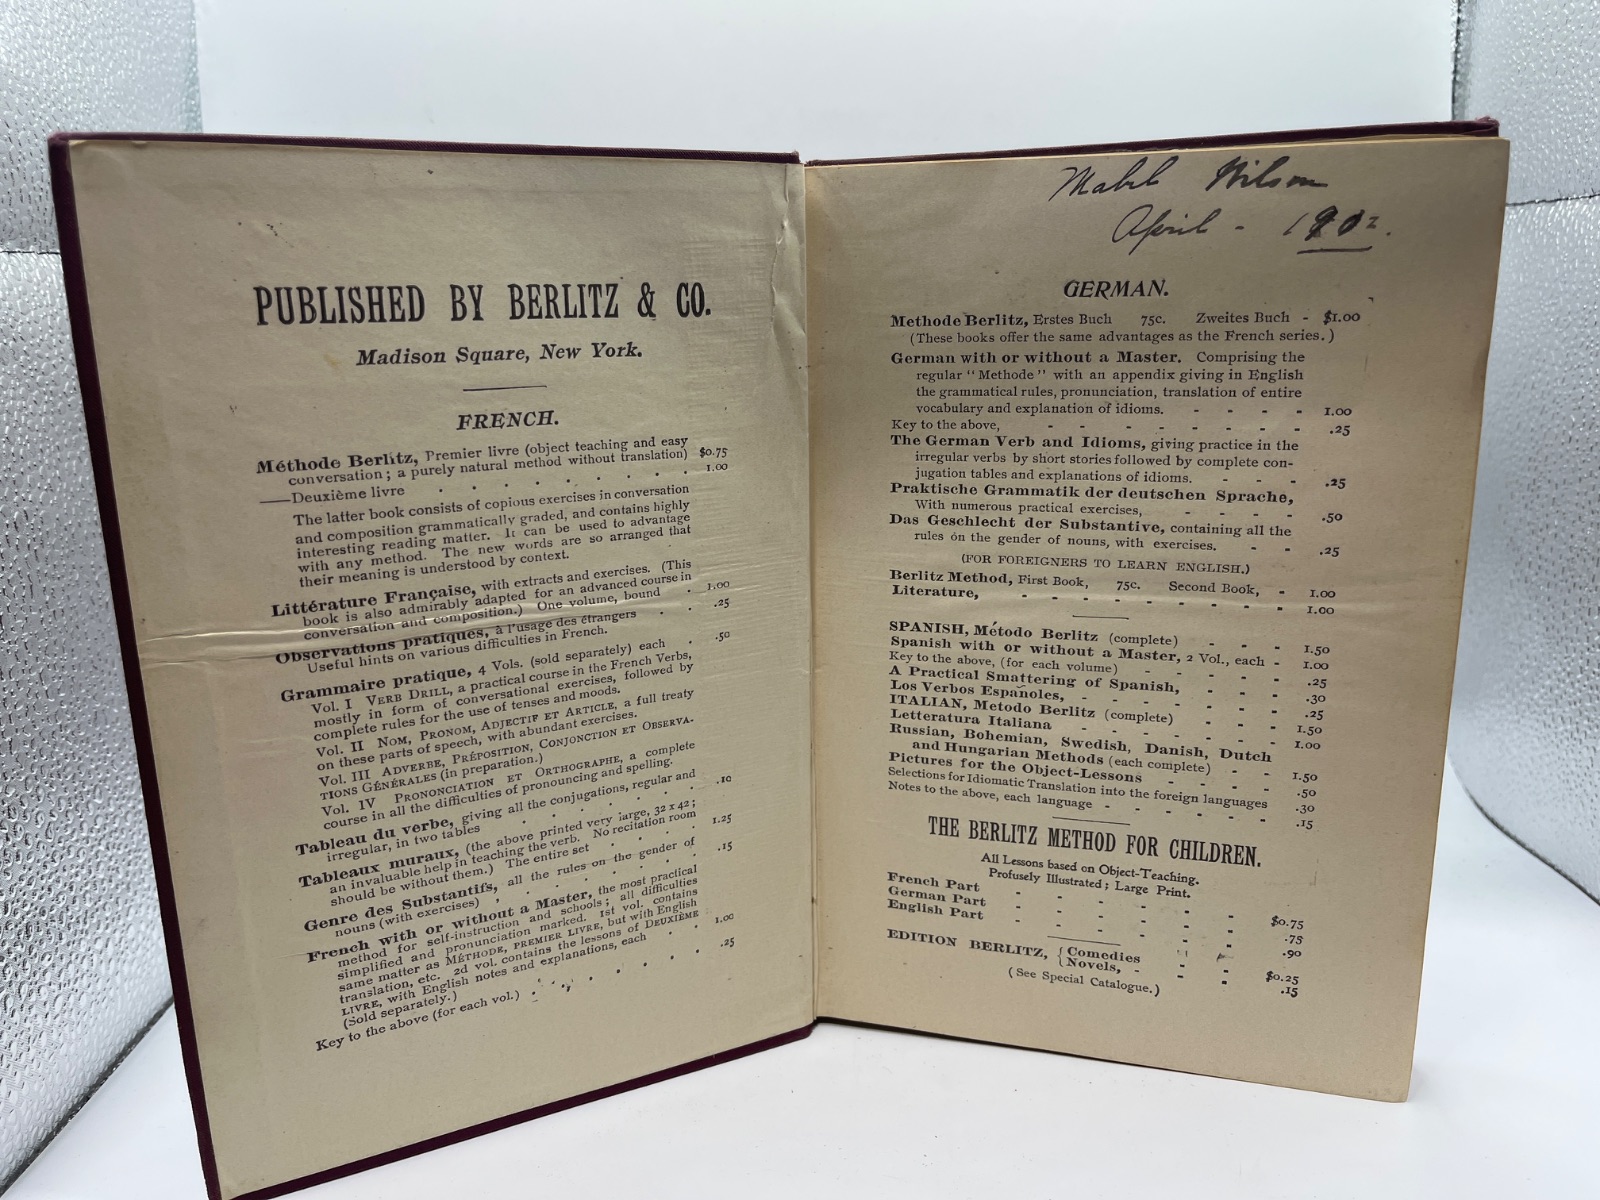 PUBLISHED BY BERLITZ & CO.
Madison Square, New York.
FRENCH.
Méthode Berlitz, Premier livre (object teaching and easy
conversation; a purely natural method without translation) $0.75
—Deuxième livre . . . . . . . 1.00
The latter book consists of copious exercises in conversation
and composition grammatically graded, and contains highly
interesting reading matter. It can be used to advantage
with any method. The new words are so arranged that
their meaning is understood by context.
Littérature Française, with extracts and exercises. (This
book is also admirably adapted for an advanced course in
conversation and composition.) One volume, bound . 1.00
Observations pratiques, à l'usage des étrangers . . .25
Useful hints on various difficulties in French.
Grammaire pratique, 4 Vols. (sold separately) each . .50
Vol. I VERB DRILL, a practical course in the French Verbs,
mostly in form of conversational exercises, followed by
complete rules for the use of tenses and moods.
Vol. II NOM, PRONOM, ADJECTIF ET ARTICLE, a full treaty
on these parts of speech, with abundant exercises.
Vol. III ADVERBE, PRÉPOSITION, CONJONCTION ET OBSERVA-
TIONS GÉNÉRALES (in preparation.)
Vol. IV PRONONCIATION ET ORTHOGRAPHE, a complete
course in all the difficulties of pronouncing and spelling.
Tableau du verbe, giving all the conjugations, regular and
irregular, in two tables . . . . . . .10
Tableaux muraux, (the above printed very large, 32 x 42;
an invaluable help in teaching the verb. No recitation room
should be without them.) The entire set . . . . 1.25
Genre des Substantifs, all the rules on the gender of
nouns (with exercises) . . . . . . .15
French with or without a Master, the most practical
method for self-instruction and schools; all difficulties
simplified and pronunciation marked. 1st vol. contains
same matter as MÉTHODE, PREMIER LIVRE, but with English
translation, etc. 2d vol. contains the lessons of DEUXIÈME
LIVRE, with English notes and explanations, each . . 1.00
(Sold separately.)
Key to the above (for each vol.) . . . . . . .25
Mabel Wilson
April - 1902.
GERMAN.
Methode Berlitz, Erstes Buch 75c. Zweites Buch - $1.00
(These books offer the same advantages as the French series.)
German with or without a Master. Comprising the
regular "Methode" with an appendix giving in English
the grammatical rules, pronunciation, translation of entire
vocabulary and explanation of idioms. - - - - 1.00
Key to the above, - - - - - - - .25
The German Verb and Idioms, giving practice in the
irregular verbs by short stories followed by complete con-
jugation tables and explanations of idioms. - - - .25
Praktische Grammatik der deutschen Sprache,
With numerous practical exercises, - - - - .50
Das Geschlecht der Substantive, containing all the
rules on the gender of nouns, with exercises. - - .25
(FOR FOREIGNERS TO LEARN ENGLISH.)
Berlitz Method, First Book, 75c. Second Book, - 1.00
Literature, - - - - - - - - 1.00
SPANISH, Método Berlitz (complete) - - - 1.50
Spanish with or without a Master, 2 Vol., each - 1.00
Key to the above, (for each volume) - - - - .25
A Practical Smattering of Spanish, - - - .30
Los Verbos Españoles, - - - - - - .25
ITALIAN, Metodo Berlitz (complete) - - - 1.50
Letteratura Italiana - - - - - - 1.00
Russian, Bohemian, Swedish, Danish, Dutch
and Hungarian Methods (each complete) - - 1.50
Pictures for the Object-Lessons - - - - .50
Selections for Idiomatic Translation into the foreign languages .30
Notes to the above, each language - - - - - .15
THE BERLITZ METHOD FOR CHILDREN.
All Lessons based on Object-Teaching.
Profusely Illustrated; Large Print.
French Part - - - - - - $0.75
German Part - - - - - - .75
English Part - - - - - - .90
EDITION BERLITZ, { Comedies - - - $0.25
Novels, - - - - .15
(See Special Catalogue.)